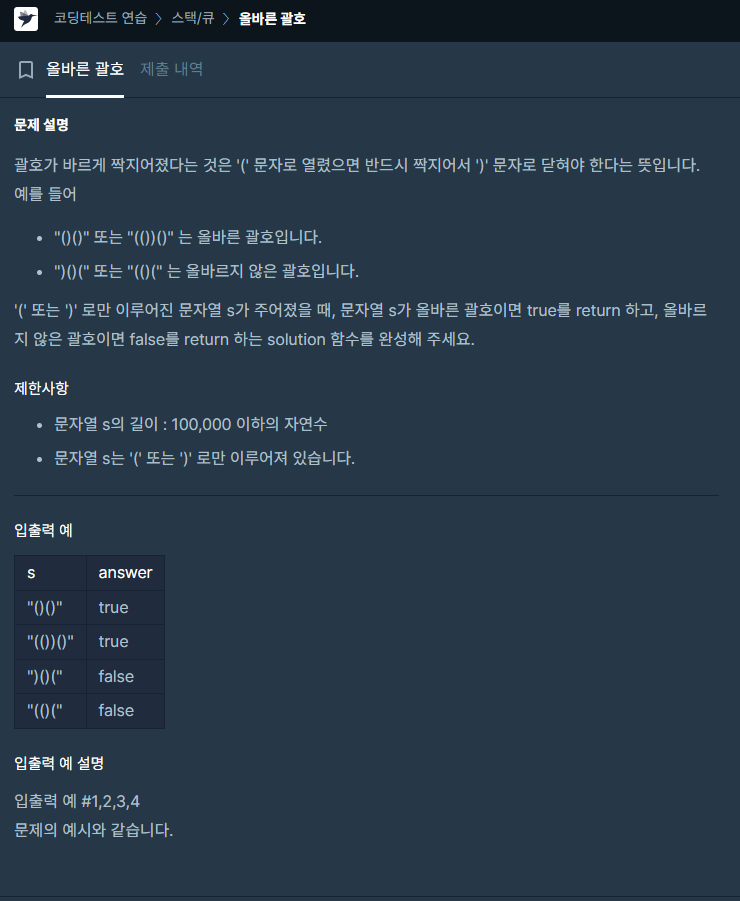 코딩테스트 연습 > 스택/큐 > 올바른 괄호
올바른 괄호 제출 내역
문제 설명
괄호가 바르게 짝지어졌다는 것은 '(' 문자로 열렸으면 반드시 짝지어서 ')' 문자로 닫혀야 한다는 뜻입니다.
예를 들어
• "()()" 또는 "(())()" 는 올바른 괄호입니다.
• ")()(" 또는 "(()(" 는 올바르지 않은 괄호입니다.
'(' 또는 ')' 로만 이루어진 문자열 s가 주어졌을 때, 문자열 s가 올바른 괄호이면 true를 return 하고, 올바르
지 않은 괄호이면 false를 return 하는 solution 함수를 완성해 주세요.
제한사항
• 문자열 s의 길이 : 100,000 이하의 자연수
• 문자열 s는 '(' 또는 ')' 로만 이루어져 있습니다.
입출력 예
s answer
"()()" true
"(())()" true
")()(" false
"(()(" false
입출력 예 설명
입출력 예 #1,2,3,4
문제의 예시와 같습니다.